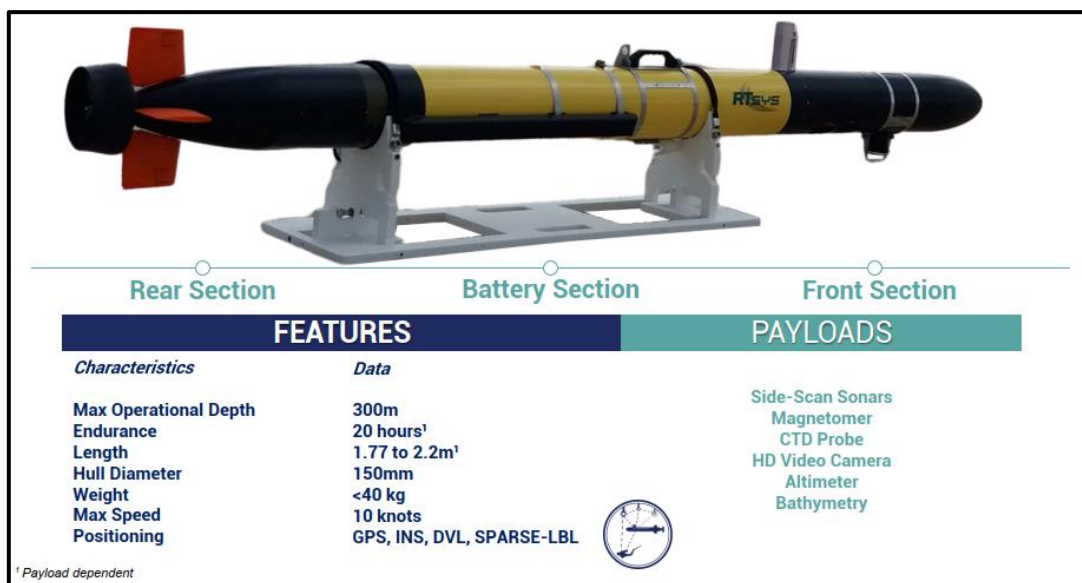 RTSYS
Rear Section Battery Section Front Section
FEATURES PAYLOADS
Characteristics Data
Max Operational Depth 300m
Endurance 20 hours¹
Length 1.77 to 2.2m¹
Hull Diameter 150mm
Weight <40 kg
Max Speed 10 knots
Positioning GPS, INS, DVL, SPARSE-LBL
Side-Scan Sonars
Magnetomer
CTD Probe
HD Video Camera
Altimeter
Bathymetry
¹ Payload dependent